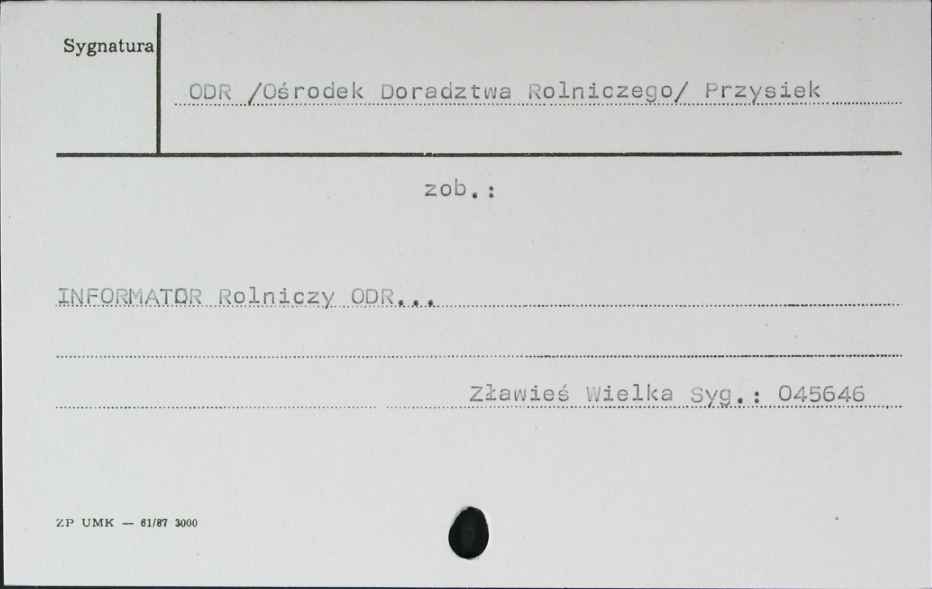 Sygnatura
ODR /Ośrodek Doradztwa Rolniczego/ Przysiek
zob.:
INFORMATOR Rolniczy ODR...
Zławieś Wielka Syg.: 045646
ZP UMK — 61/87 3000